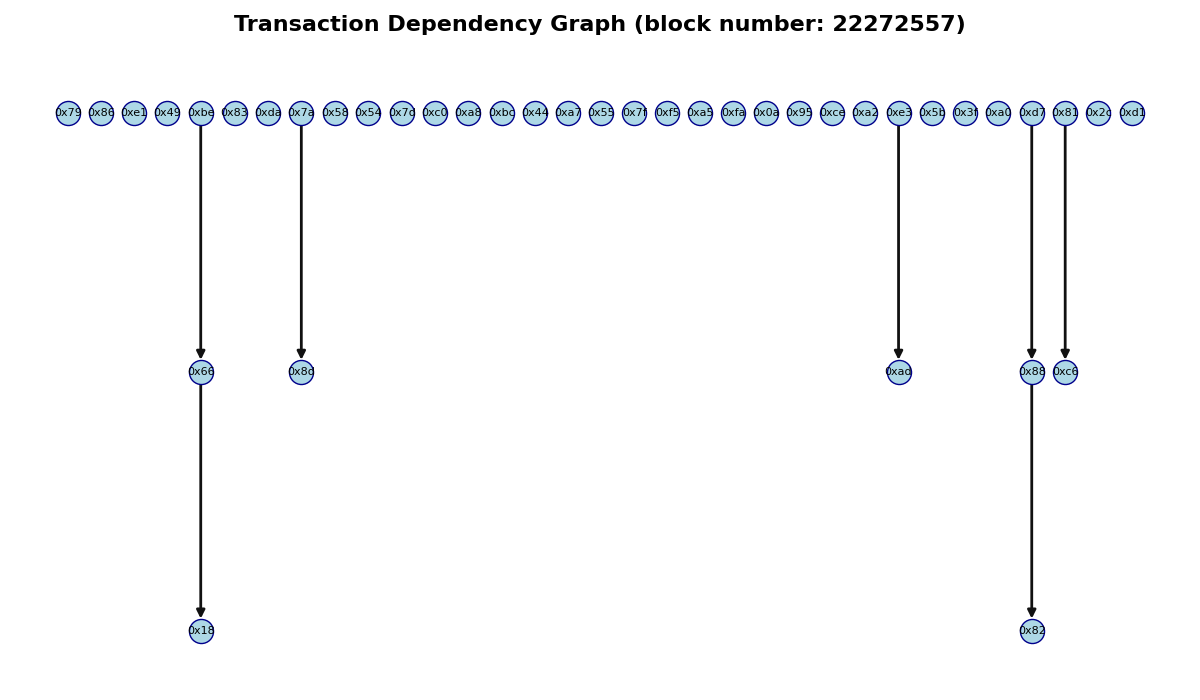 Transaction Dependency Graph (block number: 22272557)
0x79 0x86 0xe1 0x49 0xbe 0x83 0xda 0x7a 0x58 0x54 0x7c 0xc0 0xa8 0xbc 0x44 0xa7 0x55 0x7f 0xf5 0xa5 0xfa 0x0a 0x95 0xce 0xa2 0xe3 0x5b 0x3f 0xa0 0xd7 0x81 0x2c 0xd1
0x66 0x8d 0xad 0x88 0xc6
0x18 0x82